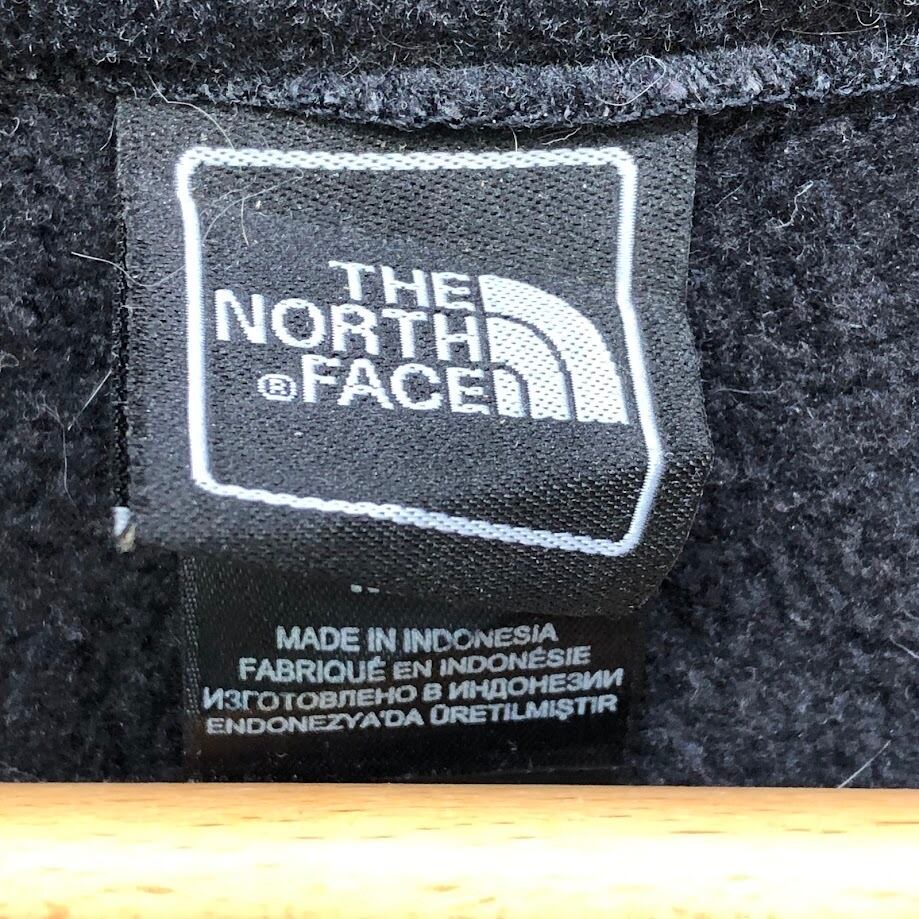 THE
NORTH
®FACE
MADE IN INDONESIA
FABRIQUÉ EN INDONÉSIE
ИЗГОТОВЛЕНО В ИНДОНЕЗИИ
ENDONEZYA'DA ÜRETILMIŞTIR